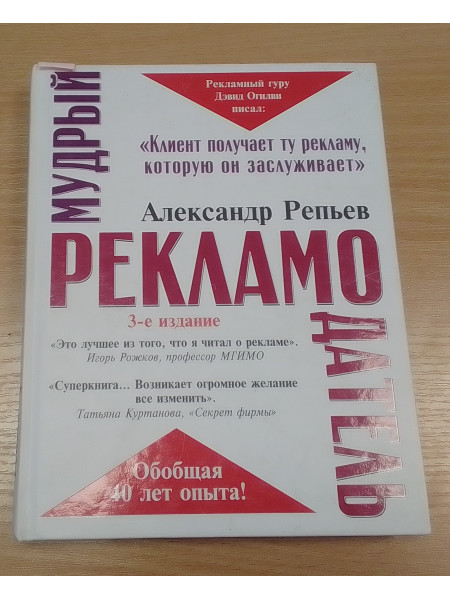 МУДРЫЙ
Рекламный гуру
Дэвид Огилви
писал:
«Клиент получает ту рекламу,
которую он заслуживает»
Александр Репьев
РЕКЛАМО
ДАТЕЛЬ
3-е издание
«Это лучшее из того, что я читал о рекламе».
Игорь Рожков, профессор МГИМО
«Суперкнига... Возникает огромное желание
все изменить».
Татьяна Куртанова, «Секрет фирмы»
Обобщая
40 лет опыта!